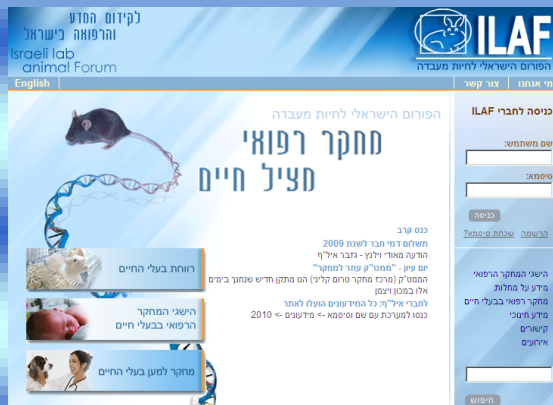 לקידום המדע
והרפואה בישראל
Israeli lab
animal Forum
ILAF
הפורום הישראלי לחיות מעבדה
English
צור קשר
מי אנחנו
הפורום הישראלי לחיות מעבדה
מחקר רפואי
מציל חיים
כנס קרב
תשלום דמי חבר לשנת 2009
הודעה מאודי וילנץ - גזבר איל"ף
יום עיון - "ממט"ק עתר למחקר"
הממט"ק (מרכז מחקר טרום קליני) הנו מתקן חדיש שנחנך בימים
אלו במכון ויצמן
לחברי איל"ף: כל המידעונים הועלו לאתר
כנסו למערכת עם שם וסיסמא -> מידעונים -> 2010
רווחת בעלי החיים
הישגי המחקר
הרפואי בבעלי חיים
מחקר למען בעלי החיים
כניסה לחברי ILAF
שם משתמש:
סיסמא:
כניסה
הרשמה
שכחת סיסמא?
הישגי המחקר הרפואי
מידע על מחלות
מחקר רפואי בבעלי חיים
מידע חינוכי
קישורים
אירועים
חיפוש